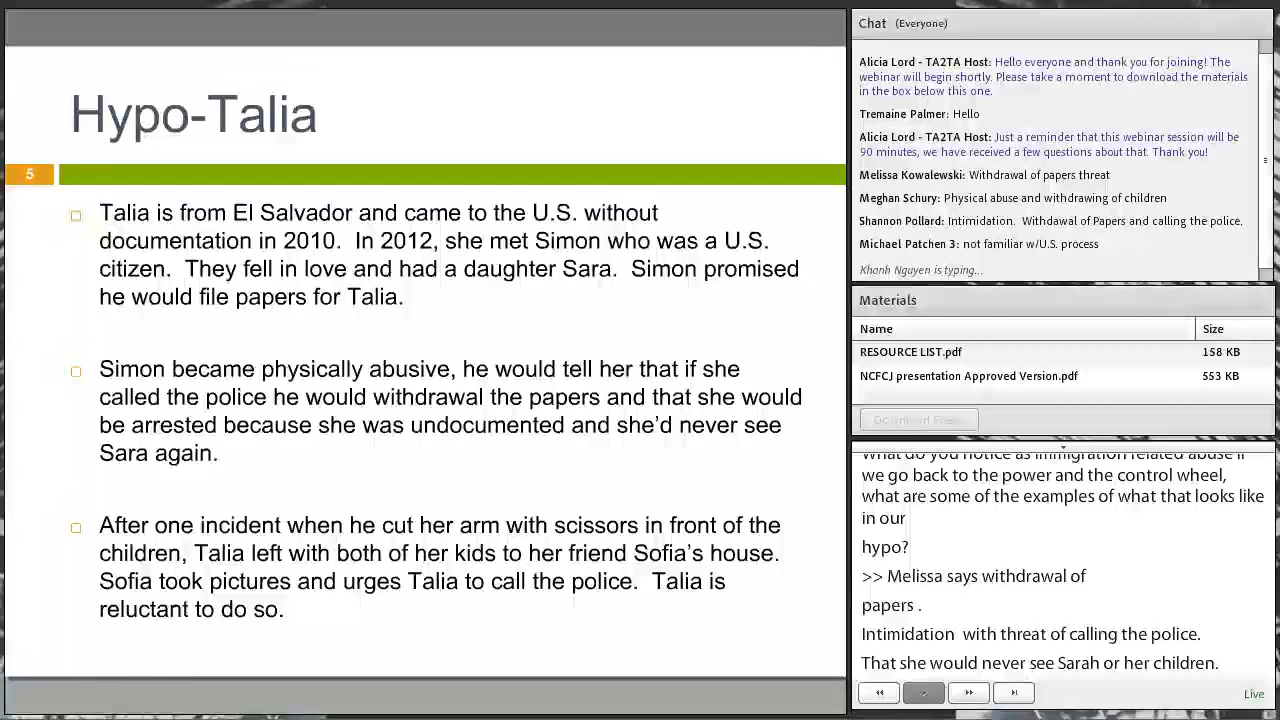 Hypo-Talia
5
Talia is from El Salvador and came to the U.S. without
documentation in 2010.  In 2012, she met Simon who was a U.S.
citizen.  They fell in love and had a daughter Sara.  Simon promised
he would file papers for Talia.
Simon became physically abusive, he would tell her that if she
called the police he would withdrawal the papers and that she would
be arrested because she was undocumented and she'd never see
Sara again.
After one incident when he cut her arm with scissors in front of the
children, Talia left with both of her kids to her friend Sofia's house.
Sofia took pictures and urges Talia to call the police.  Talia is
reluctant to do so.
Chat (Everyone)
Alicia Lord - TA2TA Host: Hello everyone and thank you for joining! The
webinar will begin shortly. Please take a moment to download the materials
in the box below this one.
Tremaine Palmer: Hello
Alicia Lord - TA2TA Host: Just a reminder that this webinar session will be
90 minutes, we have received a few questions about that. Thank you!
Melissa Kowalewski: Withdrawal of papers threat
Meghan Schury: Physical abuse and withdrawing of children
Shannon Pollard: Intimidation.  Withdawal of Papers and calling the police.
Michael Patchen 3: not familiar w/U.S. process
Khanh Nguyen is typing...
Materials
Name Size
RESOURCE LIST.pdf 158 KB
NCFCJ presentation Approved Version.pdf 553 KB
Download Files
What do you notice as immigration related abuse if
we go back to the power and the control wheel,
what are some of the examples of what that looks like
in our
hypo?
>> Melissa says withdrawal of
papers .
Intimidation  with threat of calling the police.
That she would never see Sarah or her children.
Live